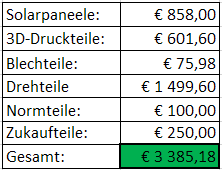 Solarpaneele: € 858,00
3D-Druckteile: € 601,60
Blechteile: € 75,98
Drehteile € 1 499,60
Normteile: € 100,00
Zukaufteile: € 250,00
Gesamt: € 3 385,18